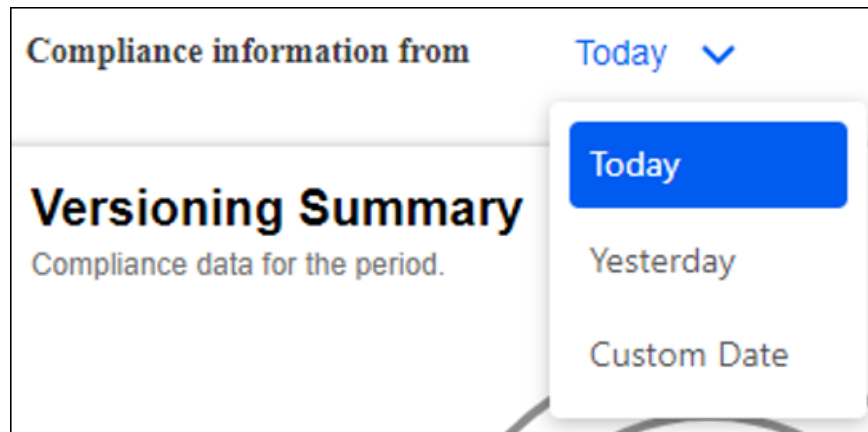 Compliance information from Today
Today
Versioning Summary
Compliance data for the period.
Yesterday
Custom Date